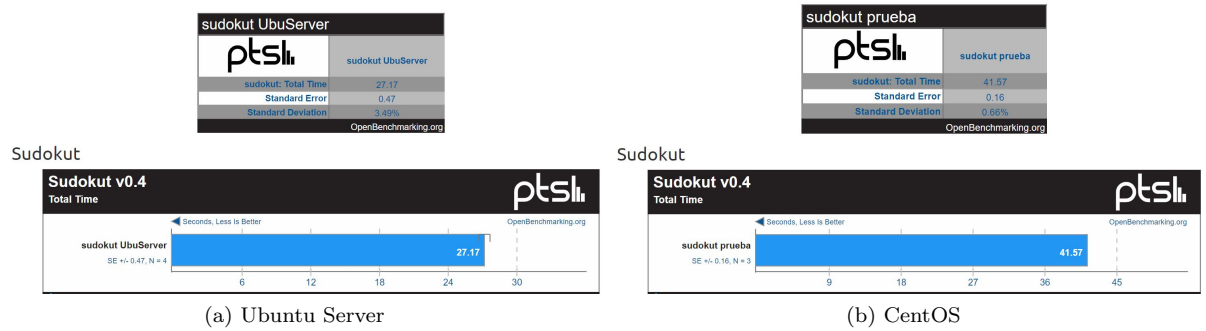 sudokut UbuServer
ptsl
sudokut UbuServer
sudokut: Total Time 27.17
Standard Error 0.47
Standard Deviation 3.49%
OpenBenchmarking.org
Sudokut
Sudokut v0.4
Total Time
ptsl
Seconds, Less Is Better OpenBenchmarking.org
sudokut UbuServer
27.17
SE +/- 0.47, N = 4
6 12 18 24 30
(a) Ubuntu Server
sudokut prueba
ptsl
sudokut prueba
sudokut: Total Time 41.57
Standard Error 0.16
Standard Deviation 0.66%
OpenBenchmarking.org
Sudokut
Sudokut v0.4
Total Time
ptsl
Seconds, Less Is Better OpenBenchmarking.org
sudokut prueba
41.57
SE +/- 0.16, N = 3
9 18 27 36 45
(b) CentOS